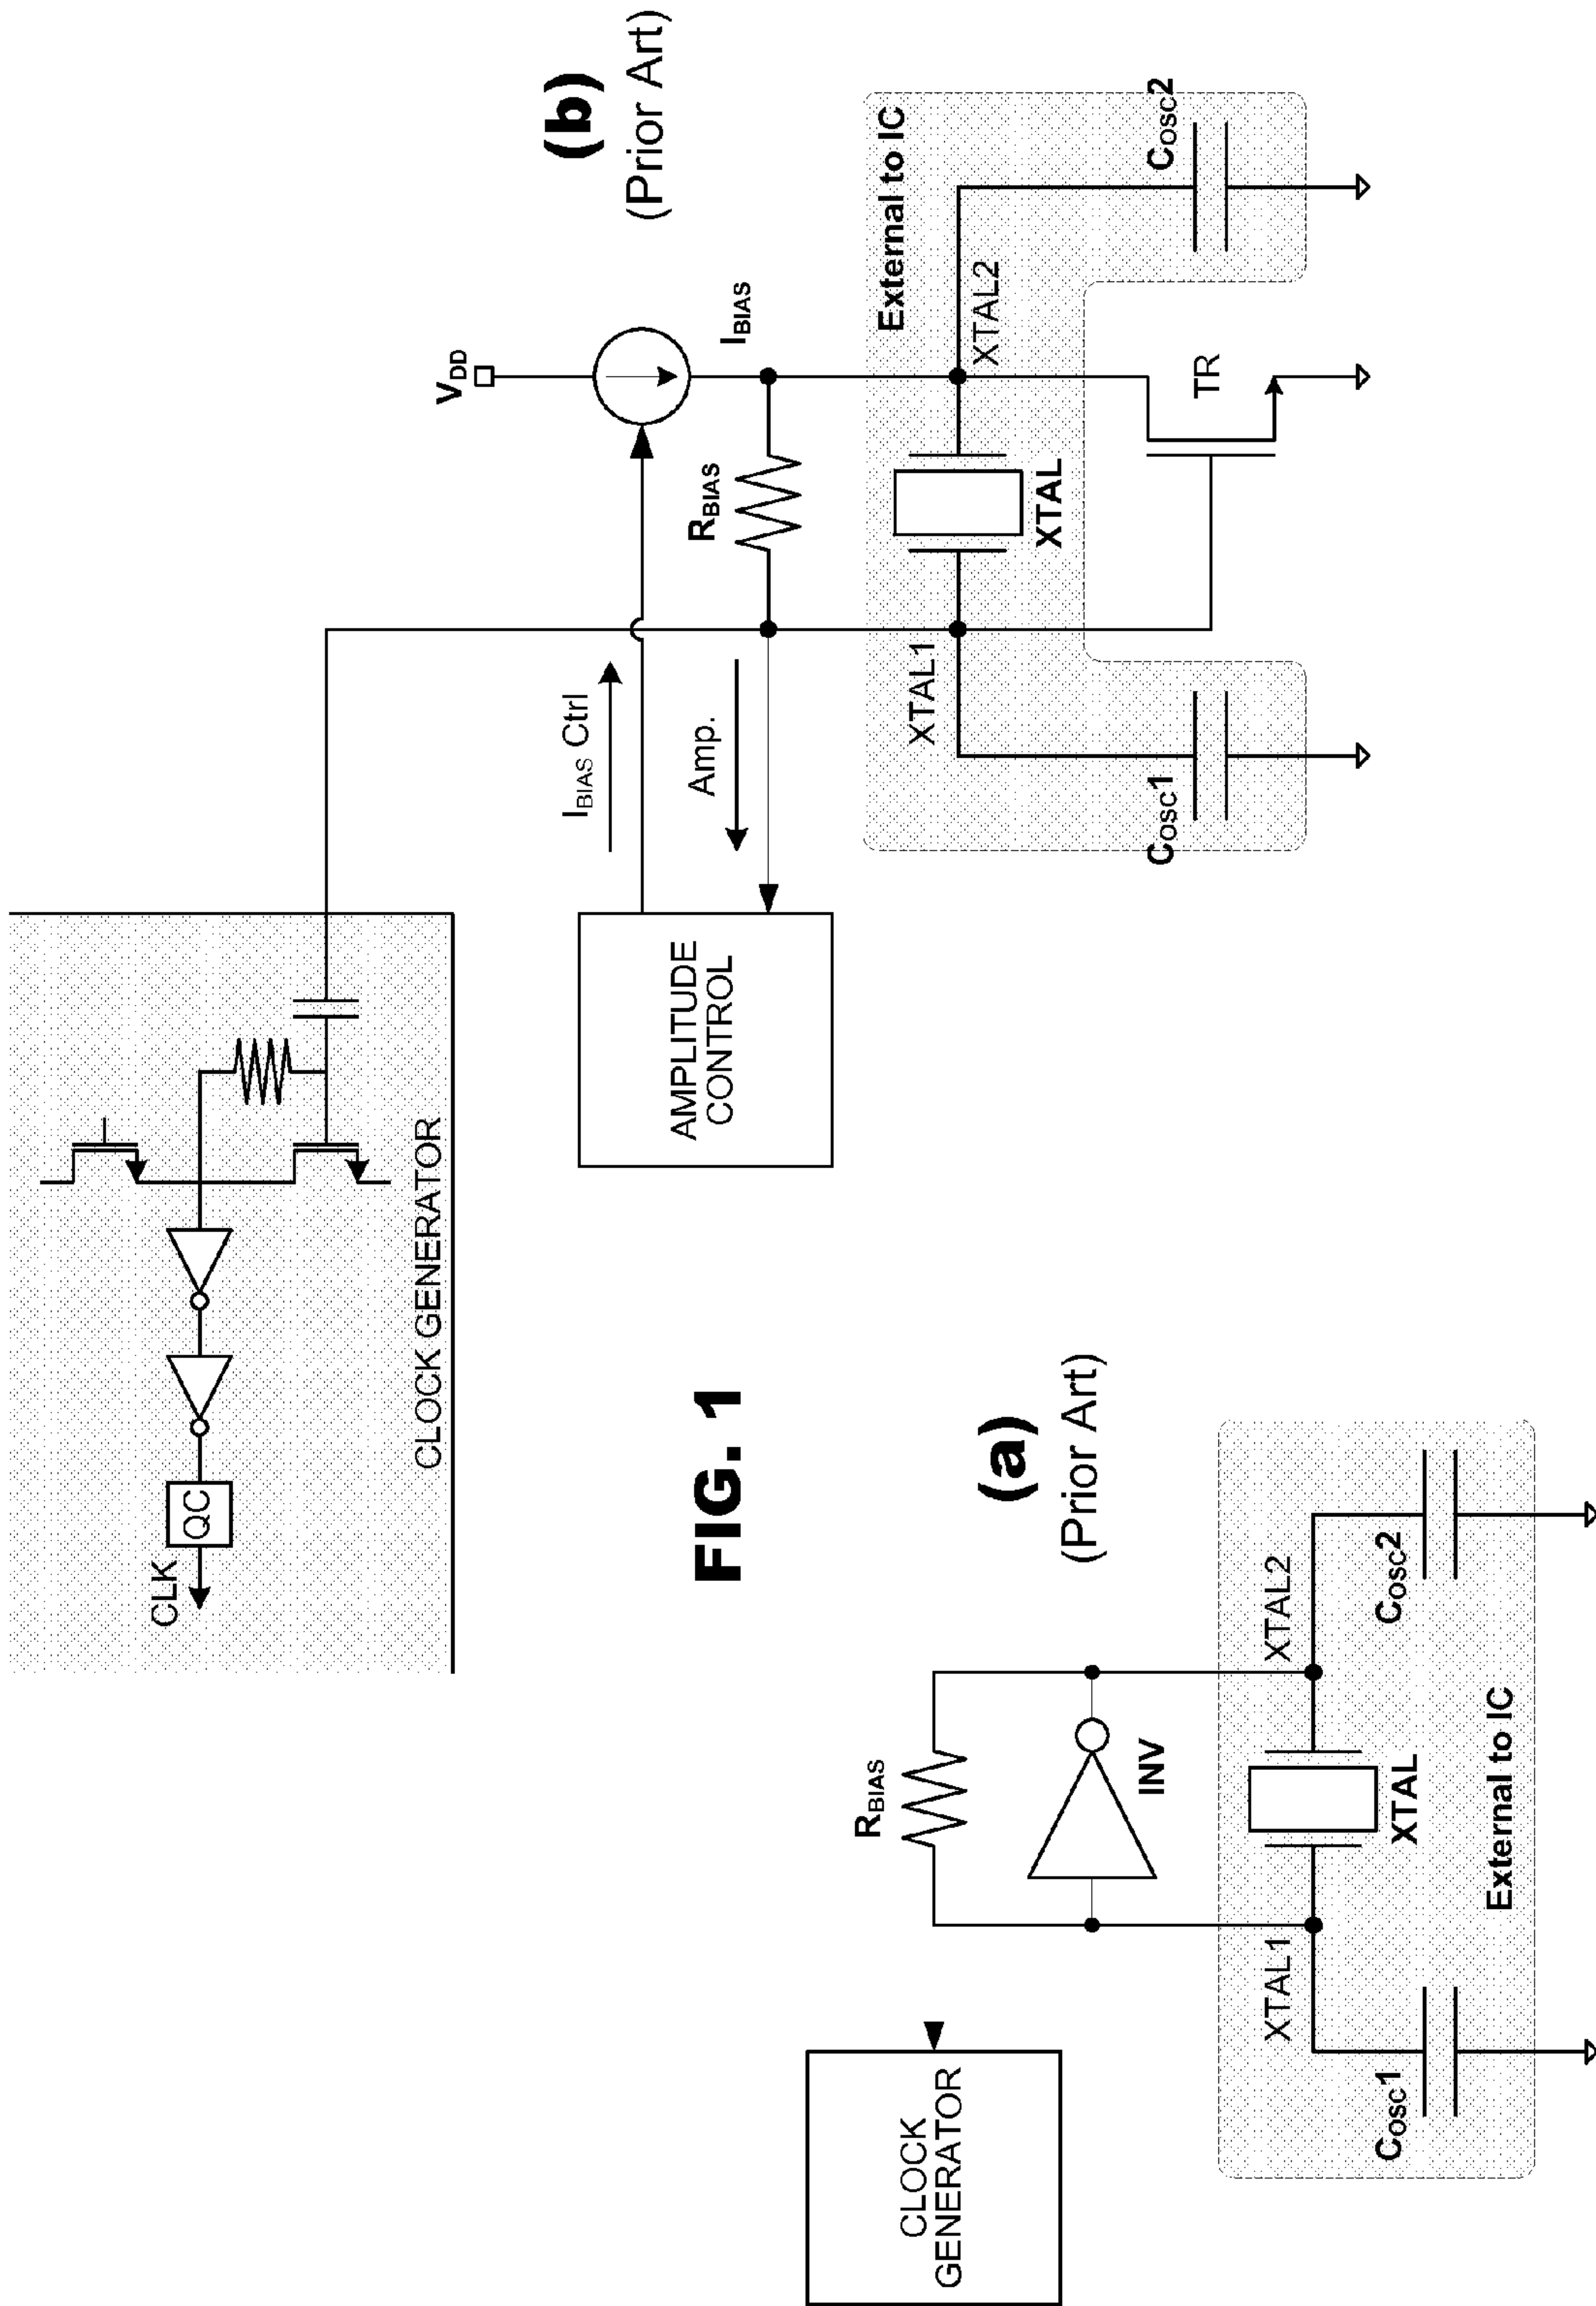 FIG. 1
(a)
(Prior Art)
CLOCK
GENERATOR
RBIAS
INV
XTAL1
XTAL2
XTAL
COSC1
COSC2
External to IC
(b)
(Prior Art)
CLK
QC
CLOCK GENERATOR
VDD
IBIAS
IBIAS Ctrl
AMPLITUDE
CONTROL
Amp.
RBIAS
External to IC
XTAL1
XTAL2
XTAL
COSC1
COSC2
TR